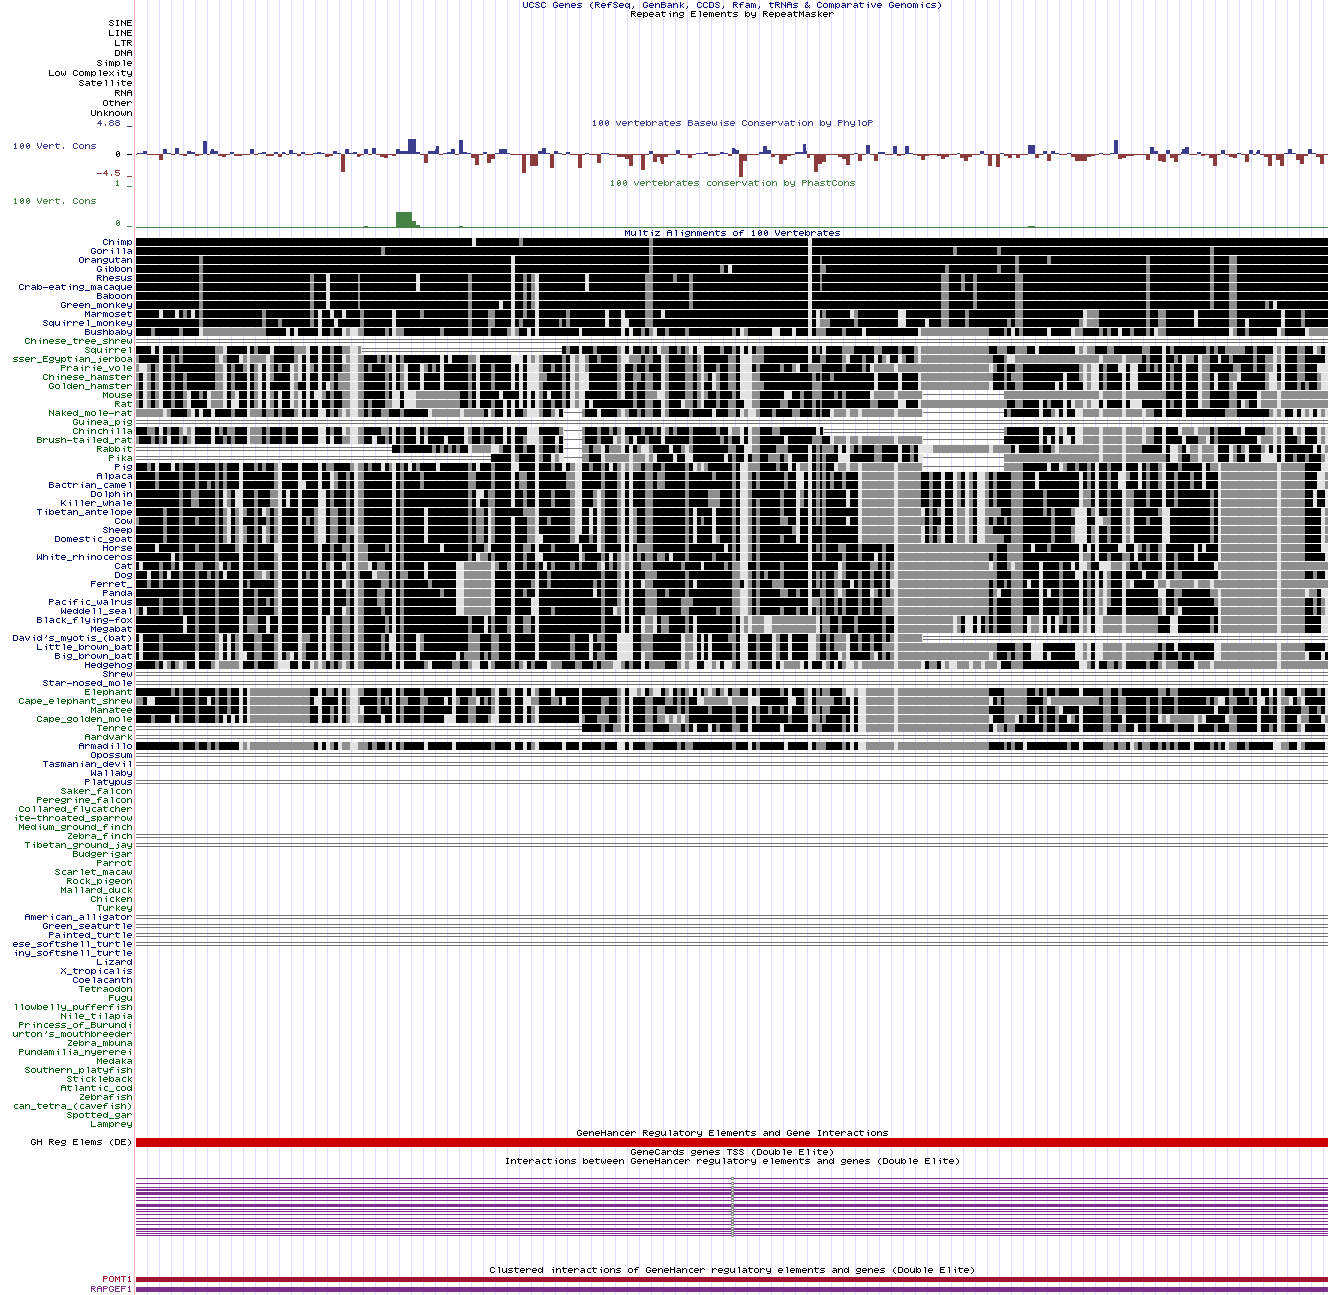 UCSC Genes (RefSeq, GenBank, CCDS, Rfam, tRNAs & Comparative Genomics)
Repeating Elements by RepeatMasker
SINE
LINE
LTR
DNA
Simple
Low Complexity
Satellite
RNA
Other
Unknown
4.88 _
100 vertebrates Basewise Conservation by PhyloP
100 Vert. Cons
0 -
-4.5 _
1 _
100 vertebrates conservation by PhastCons
100 Vert. Cons
0 _
Multiz Alignments of 100 Vertebrates
Chimp
Gorilla
Orangutan
Gibbon
Rhesus
Crab-eating_macaque
Baboon
Green_monkey
Marmoset
Squirrel_monkey
Bushbaby
Chinese_tree_shrew
Squirrel
sser_Egyptian_jerboa
Prairie_vole
Chinese_hamster
Golden_hamster
Mouse
Rat
Naked_mole-rat
Guinea_pig
Chinchilla
Brush-tailed_rat
Rabbit
Pika
Pig
Alpaca
Bactrian_camel
Dolphin
Killer_whale
Tibetan_antelope
Cow
Sheep
Domestic_goat
Horse
White_rhinoceros
Cat
Dog
Ferret_
Panda
Pacific_walrus
Weddell_seal
Black_flying-fox
Megabat
David's_myotis_(bat)
Little_brown_bat
Big_brown_bat
Hedgehog
Shrew
Star-nosed_mole
Elephant
Cape_elephant_shrew
Manatee
Cape_golden_mole
Tenrec
Aardvark
Armadillo
Opossum
Tasmanian_devil
Wallaby
Platypus
Saker_falcon
Peregrine_falcon
Collared_flycatcher
ite-throated_sparrow
Medium_ground_finch
Zebra_finch
Tibetan_ground_jay
Budgerigar
Parrot
Scarlet_macaw
Rock_pigeon
Mallard_duck
Chicken
Turkey
American_alligator
Green_seaturtle
Painted_turtle
ese_softshell_turtle
iny_softshell_turtle
Lizard
X_tropicalis
Coelacanth
Tetraodon
Fugu
llowbelly_pufferfish
Nile_tilapia
Princess_of_Burundi
urton's_mouthbreeder
Zebra_mbuna
Pundamilia_nyererei
Medaka
Southern_platyfish
Stickleback
Atlantic_cod
Zebrafish
can_tetra_(cavefish)
Spotted_gar
Lamprey
GeneHancer Regulatory Elements and Gene Interactions
GH Reg Elems (DE)
GeneCards genes TSS (Double Elite)
Interactions between GeneHancer regulatory elements and genes (Double Elite)
Clustered interactions of GeneHancer regulatory elements and genes (Double Elite)
POMT1
RAPGEF1